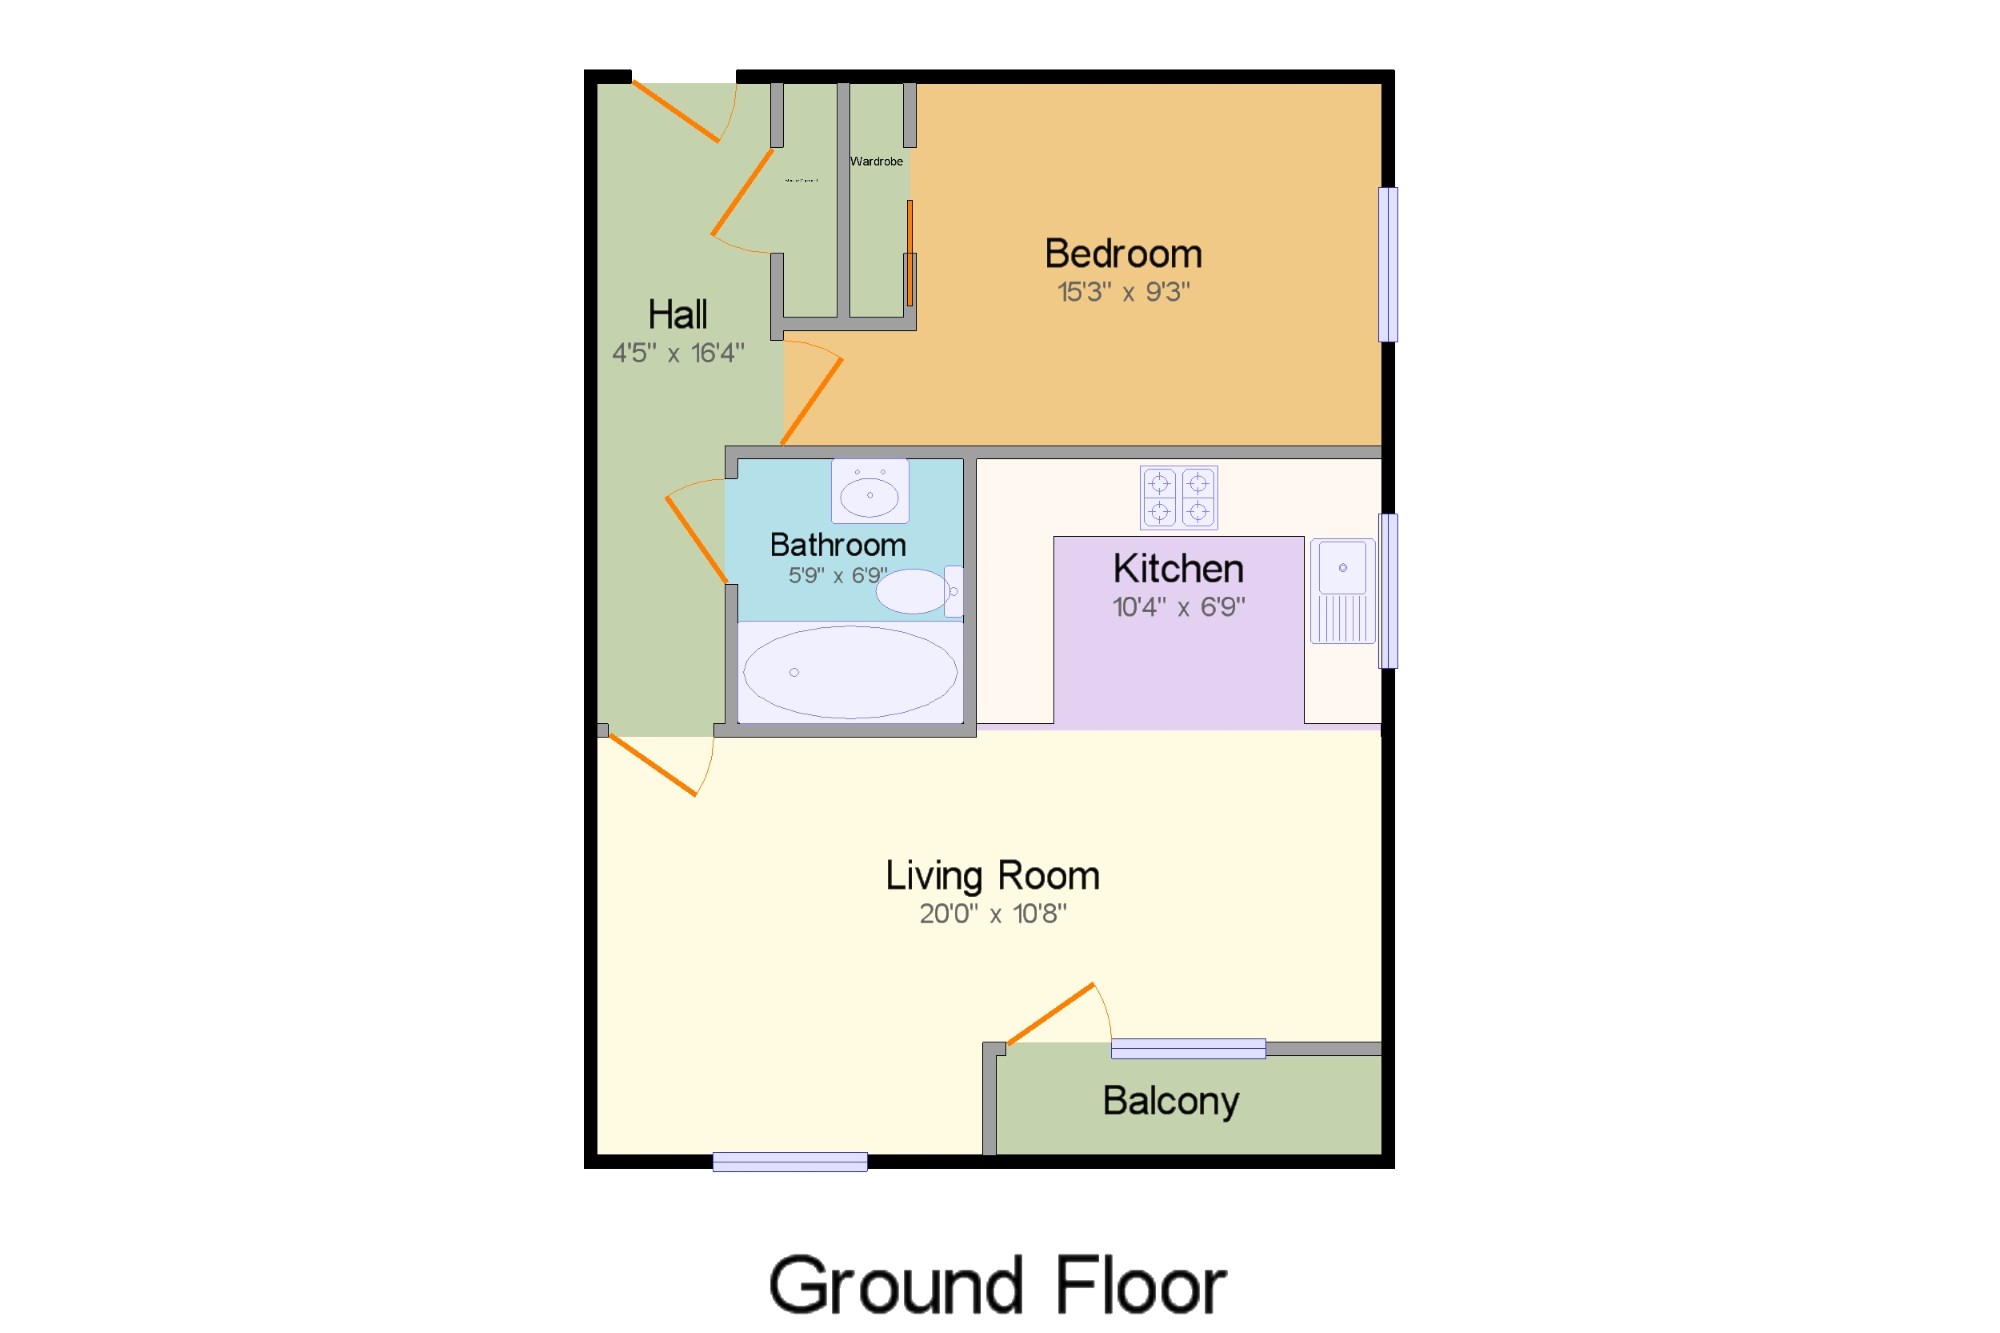 Wardrobe
Bedroom
15'3" x 9'3"
Hall
4'5" x 16'4"
Bathroom
5'9" x 6'9"
Kitchen
10'4" x 6'9"
Living Room
20'0" x 10'8"
Balcony
Ground Floor